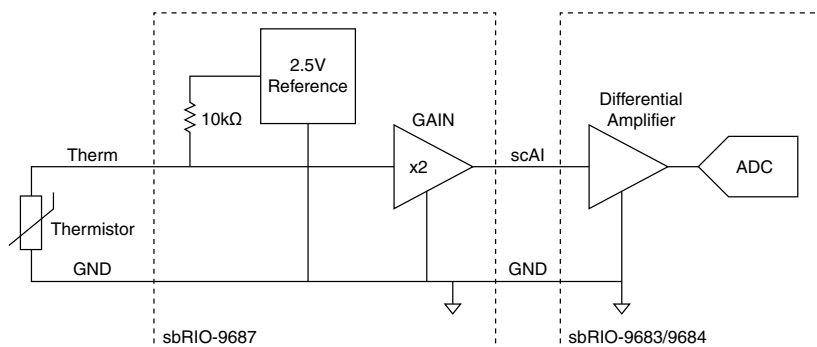 2.5V
Reference
10kΩ
GAIN
Differential
Amplifier
Therm
x2
scAI
ADC
Thermistor
GND
GND
sbRIO-9687
sbRIO-9683/9684